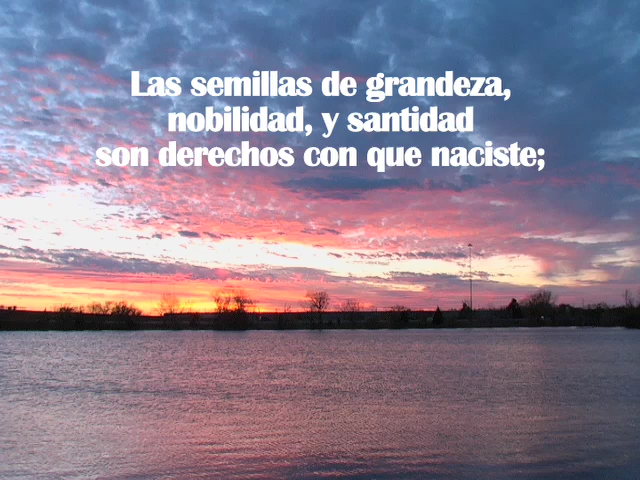 Las semillas de grandeza,
nobilidad, y santidad
son derechos con que naciste;